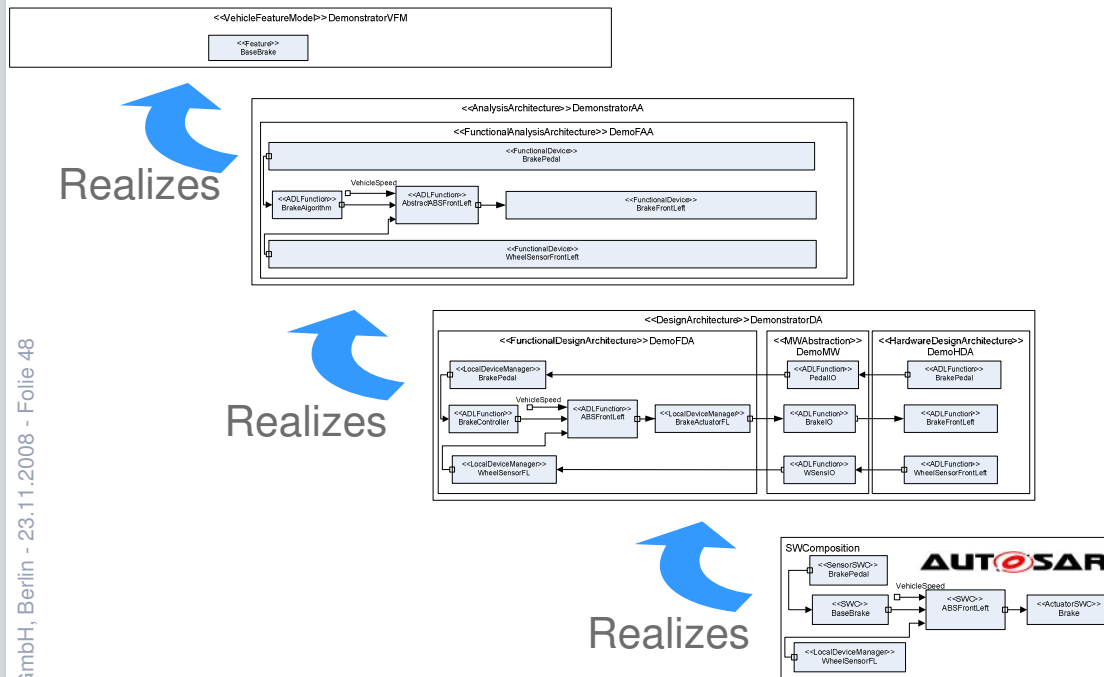 <<VehicleFeatureModel>> DemonstratorVFM
<<Feature>>
BaseBrake
Realizes
<<AnalysisArchitecture>> DemonstratorAA
<<FunctionalAnalysisArchitecture>> DemoFAA
<<FunctionalDevice>>
BrakePedal
VehicleSpeed
<<ADLFunction>>
BrakeAlgorithm
<<ADLFunction>>
AbstractABSFrontLeft
<<FunctionalDevice>>
BrakeFrontLeft
<<FunctionalDevice>>
WheelSensorFrontLeft
Realizes
<<DesignArchitecture>> DemonstratorDA
<<FunctionalDesignArchitecture>> DemoFDA
<<LocalDeviceManager>>
BrakePedal
VehicleSpeed
<<ADLFunction>>
BrakeController
<<ADLFunction>>
ABSFrontLeft
<<LocalDeviceManager>>
BrakeActuatorFL
<<LocalDeviceManager>>
WheelSensorFL
<<MWAbstraction>>
DemoMW
<<ADLFunction>>
PedalIO
<<ADLFunction>>
BrakeIO
<<ADLFunction>>
WSensIO
<<HardwareDesignArchitecture>>
DemoHDA
<<ADLFunction>>
BrakePedal
<<ADLFunction>>
BrakeFrontLeft
<<ADLFunction>>
WheelSensorFrontLeft
Realizes
SWComposition
AUTOSAR
<<SensorSWC>>
BrakePedal
VehicleSpeed
<<SWC>>
BaseBrake
<<SWC>>
ABSFrontLeft
<<ActuatorSWC>>
Brake
<<LocalDeviceManager>>
WheelSensorFL
mbH, Berlin - 23.11.2008 - Folie 48